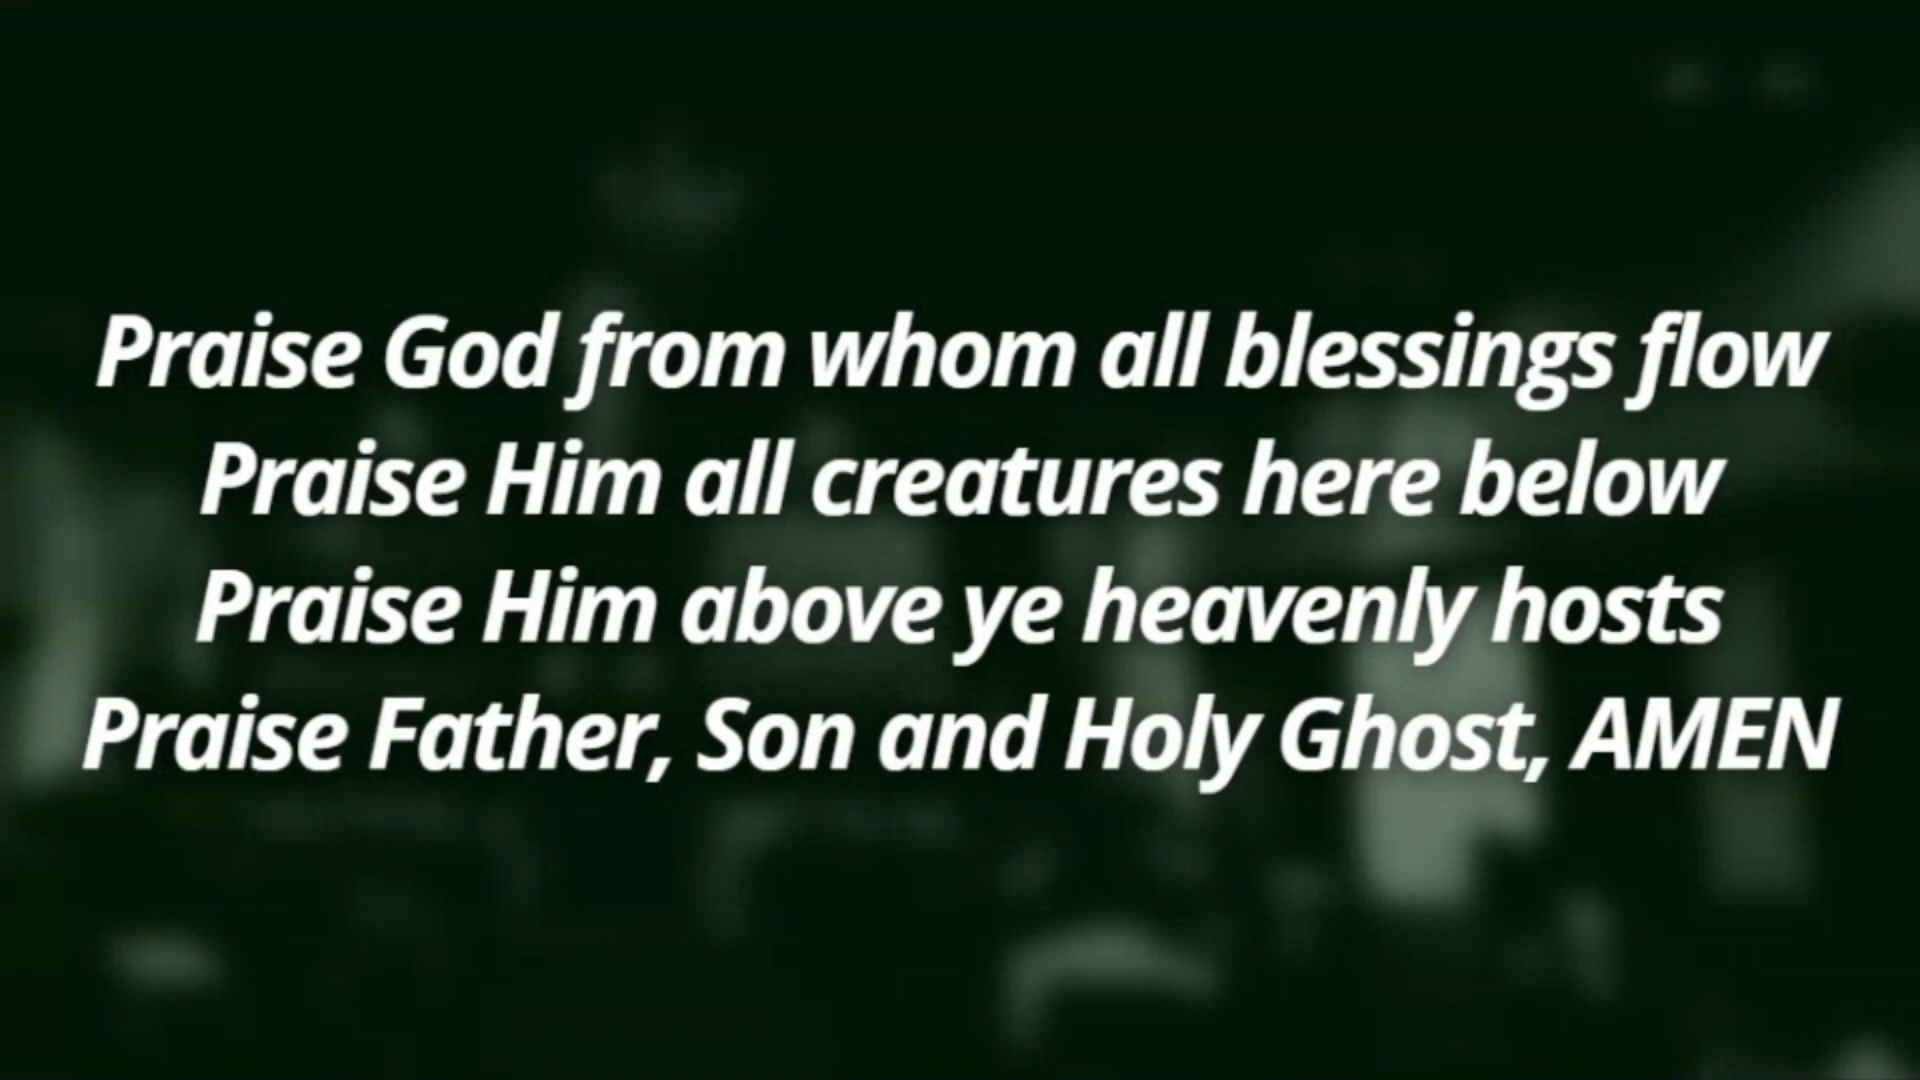 Praise God from whom all blessings flow
Praise Him all creatures here below
Praise Him above ye heavenly hosts
Praise Father, Son and Holy Ghost, AMEN